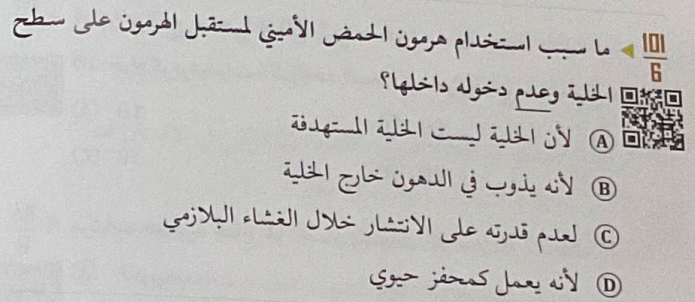 101/6 ◀ ما سبب استخدام هرمون الحمض الأميني لمستقبل الهرمون على سطح
الخلية وعدم دخوله داخلها؟
A لأن الخلية ليست الخلية المستهدفة
B لأنه يذوب في الدهون خارج الخلية
C لعدم قدرته على الانتشار خلال الغشاء البلازمي
D لأنه يعمل كمحفز حيوي